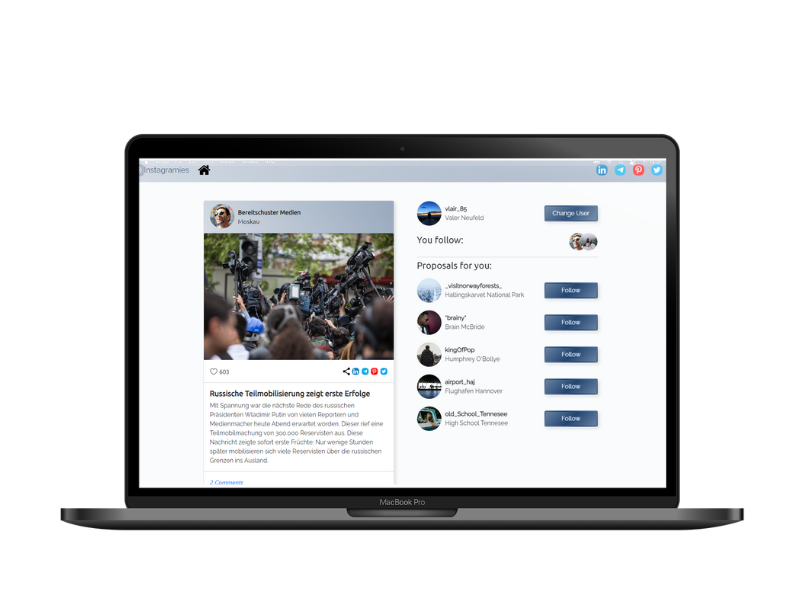 Instagramies
Bereitschuster Medien
Moskau
603
Russische Teilmobilisierung zeigt erste Erfolge
Mit Spannung war die nächste Rede des russischen
Präsidenten Wladimir Putin von vielen Reportern und
Medienmacher heute Abend erwartet worden. Dieser rief eine
Teilmobilmachung von 300.000 Reservisten aus. Diese
Nachricht zeigte sofort erste Früchte: Nur wenige Stunden
später mobilisieren sich viele Reservisten über die russischen
Grenzen ins Ausland.
2 Comments
vlair_85
Valer Neufeld
Change User
You follow:
Proposals for you:
_visitnorwayforests_
Hallingskarvet National Park
Follow
"brainy"
Brain McBride
Follow
kingOfPop
Humphrey O'Bollye
Follow
airport_haj
Flughafen Hannover
Follow
old_School_Tennesee
High School Tennesee
Follow
MacBook Pro